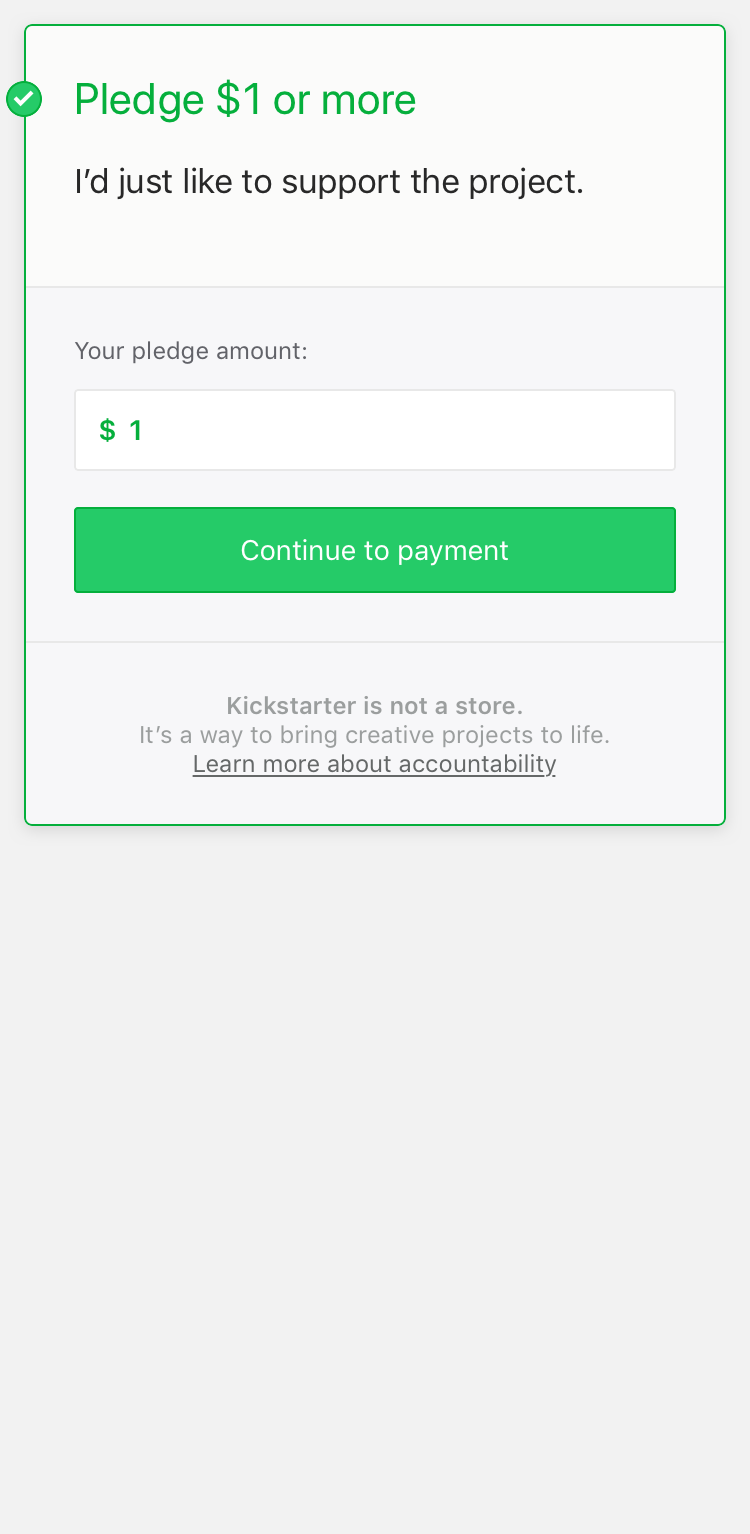 Pledge $1 or more
I’d just like to support the project.
Your pledge amount:
$ 1
Continue to payment
Kickstarter is not a store.
It’s a way to bring creative projects to life.
Learn more about accountability